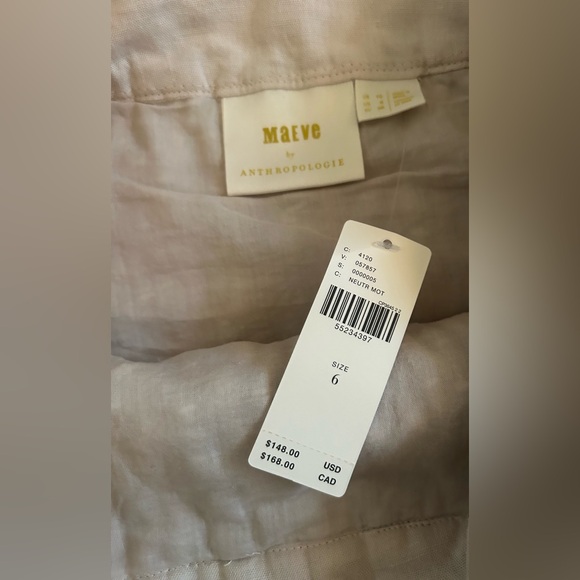 MAEVE
by
ANTHROPOLOGIE
C: 4120
V: 057857
S: 0000005
C: NEUTR MOT
55234397
SIZE
6
$148.00 USD
$168.00 CAD